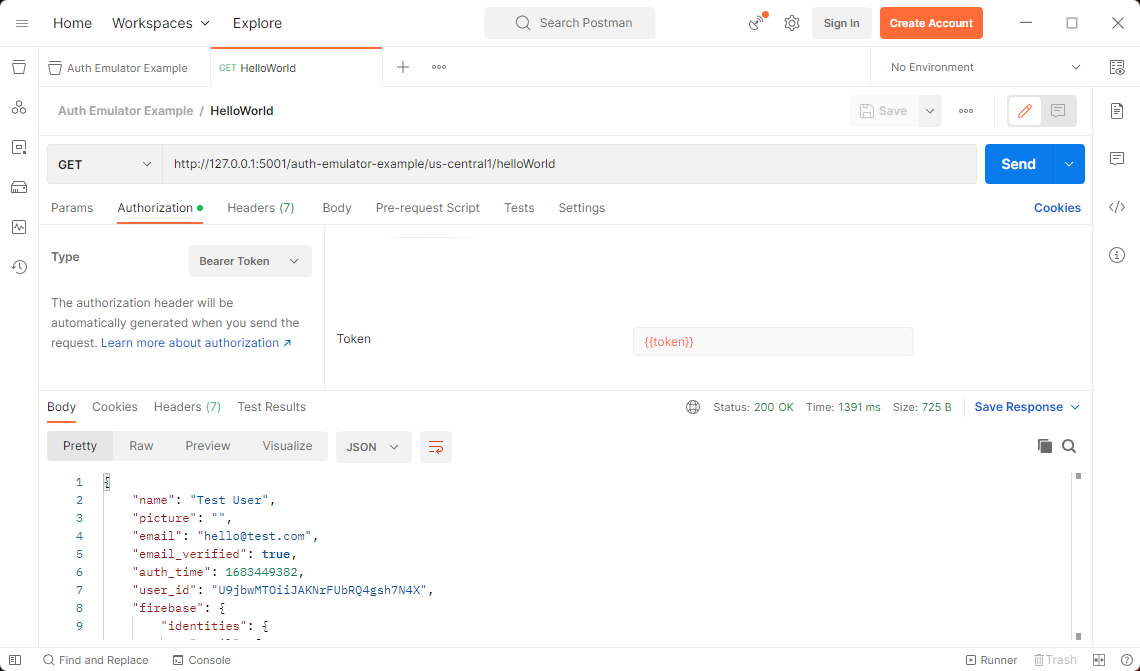 Home Workspaces Explore Search Postman Sign In Create Account
Auth Emulator Example GET HelloWorld No Environment
Auth Emulator Example / HelloWorld Save
GET http://127.0.0.1:5001/auth-emulator-example/us-central1/helloWorld Send
Params Authorization Headers (7) Body Pre-request Script Tests Settings Cookies
Type Bearer Token
The authorization header will be
automatically generated when you send the
request. Learn more about authorization ↗
Token {{token}}
Body Cookies Headers (7) Test Results Status: 200 OK Time: 1391 ms Size: 725 B Save Response
Pretty Raw Preview Visualize JSON
1 {
2 "name": "Test User",
3 "picture": "",
4 "email": "hello@test.com",
5 "email_verified": true,
6 "auth_time": 1683449382,
7 "user_id": "U9jbwMTOiiJAKNrFUbRQ4gsh7N4X",
8 "firebase": {
9 "identities": {
Find and Replace Console Runner Trash